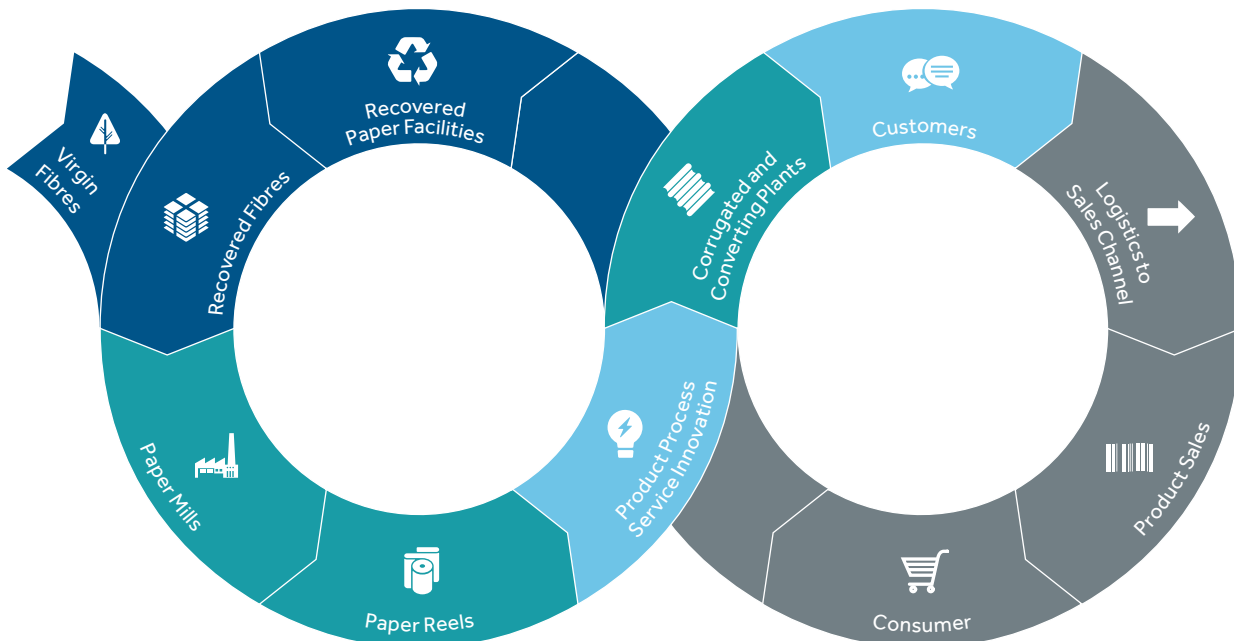 Virgin
Fibres
Recovered Fibres
Recovered
Paper Facilities
Paper Mills
Paper Reels
Product Process
Service Innovation
Corrugated and
Converting Plants
Customers
Logistics to
Sales Channel
Product Sales
Consumer